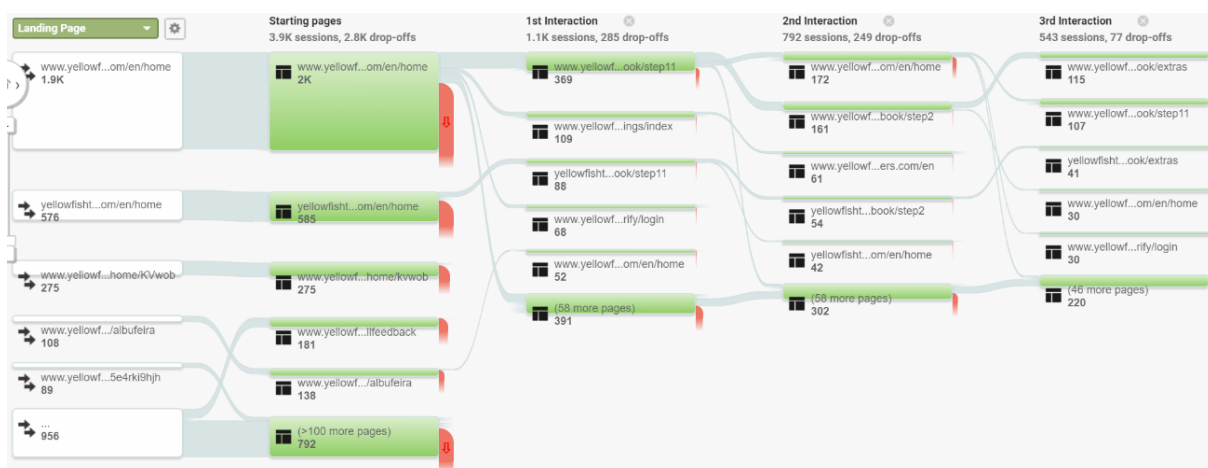 Landing Page
Starting pages
3.9K sessions, 2.8K drop-offs
1st Interaction
1.1K sessions, 285 drop-offs
2nd Interaction
792 sessions, 249 drop-offs
3rd Interaction
543 sessions, 77 drop-offs
www.yellowf...om/en/home
1.9K
yellowfisht...om/en/home
576
www.yellowf...home/KVwob
275
www.yellowf.../albufeira
108
www.yellowf...5e4rki9hjh
89
...
956
www.yellowf...om/en/home
2K
yellowfisht...om/en/home
585
www.yellowf...home/kvwob
275
www.yellowf...llfeedback
181
www.yellowf.../albufeira
138
(>100 more pages)
792
www.yellowf...ook/step11
369
www.yellowf...ings/index
109
yellowfisht...ook/step11
88
www.yellowf...rify/login
68
www.yellowf...om/en/home
52
(58 more pages)
391
www.yellowf...om/en/home
172
www.yellowf...book/step2
161
www.yellowf...ers.com/en
61
yellowfisht...book/step2
54
yellowfisht...om/en/home
42
(58 more pages)
302
www.yellowf...ook/extras
115
www.yellowf...ook/step11
107
yellowfisht...ook/extras
41
www.yellowf...om/en/home
30
www.yellowf...rify/login
30
(46 more pages)
220